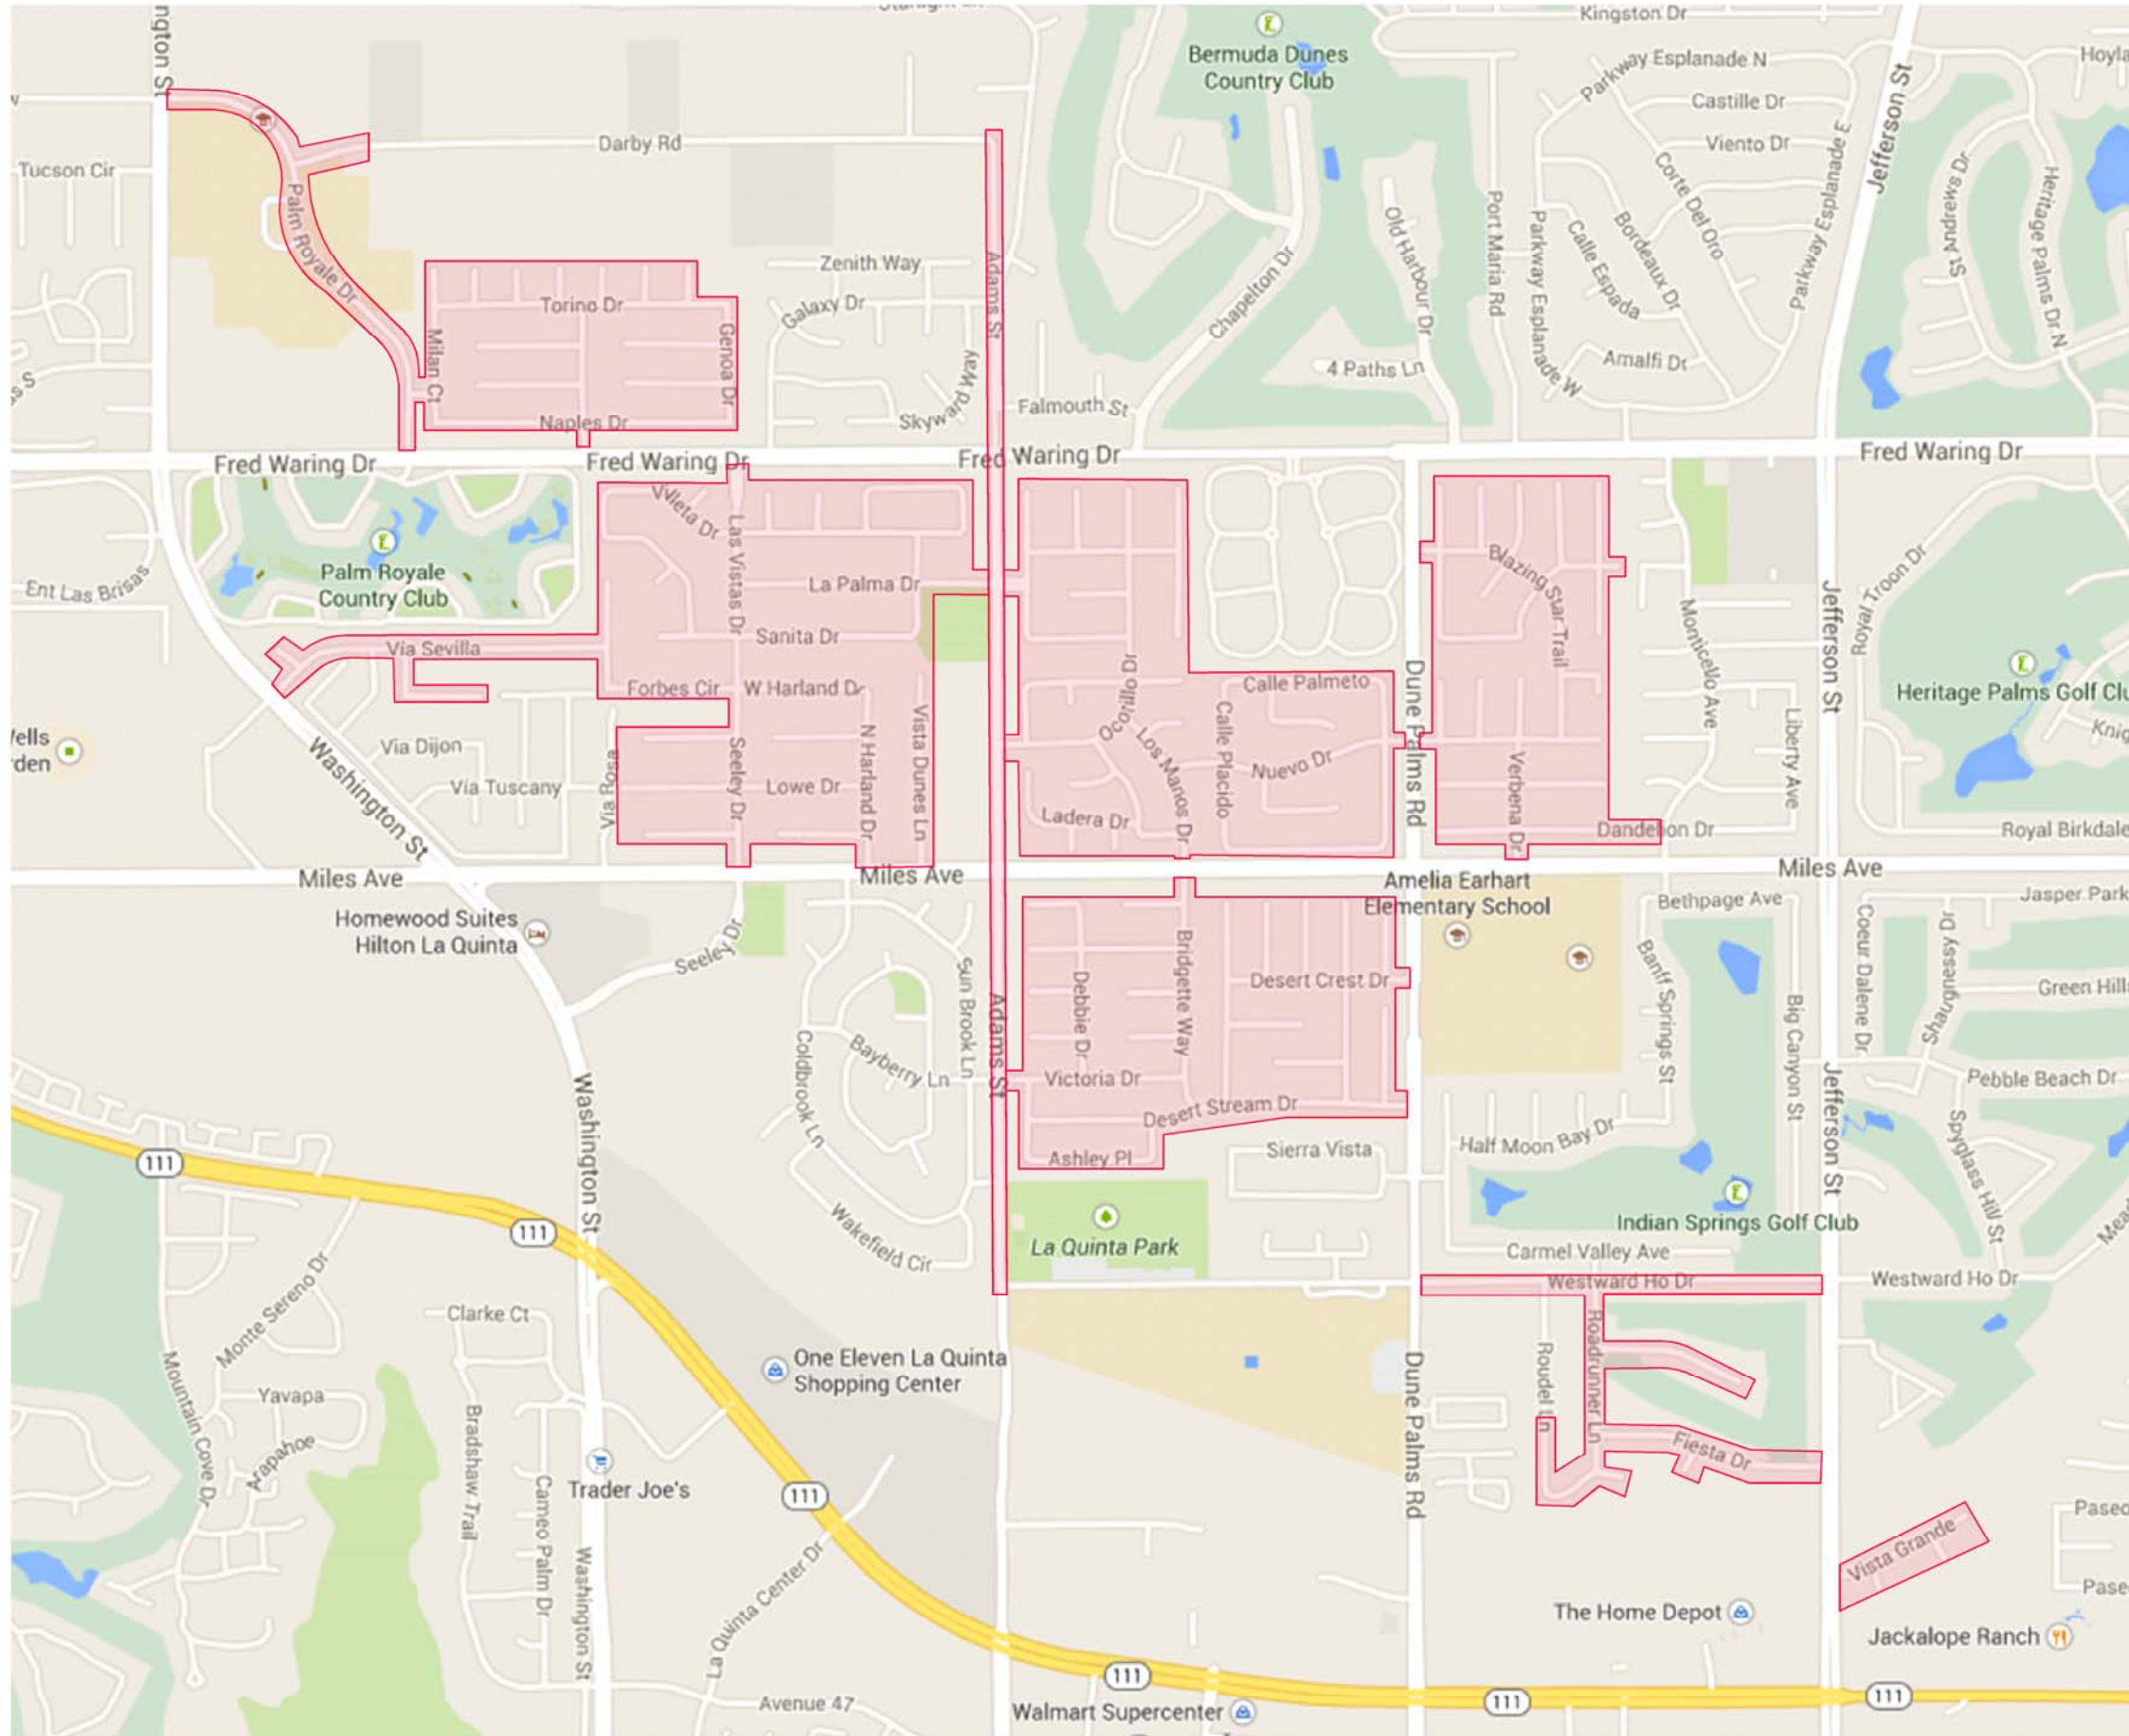 ngton St
Kingston Dr
Bermuda Dunes
Country Club
Parkway Esplanade N
Hoyla
Castille Dr
Viento Dr
Jefferson St
Darby Rd
Tucson Cir
Corte Del Oro
Parkway Esplanade E
St Andrews Dr
Heritage Palms Dr N
Palm Royale Dr
Adams St
Old Harbour Dr
Port Maria Rd
Parkway Esplanade W
Calle Espada
Bordeaux Dr
Zenith Way
Galaxy Dr
Chapelton Dr
Torino Dr
Milan Ct
Genoa Dr
Skyward Way
4 Paths Ln
Amalfi Dr
Falmouth St
Naples Dr
Fred Waring Dr
Fred Waring Dr
Fred Waring Dr
Fred Waring Dr
Las Vistas Dr
Palm Royale
Country Club
La Palma Dr
Blazing Star Trail
Ent Las Brisas
Monticello Ave
Jefferson St
Royal Troon Dr
Via Sevilla
Sanita Dr
Ocotillo Dr
Calle Palmeto
Dune Palms Rd
Heritage Palms Golf Clu
Forbes Cir
W Harland Dr
Calle Placido
Liberty Ave
Knig
Via Dijon
Via Rosa
Seeley Dr
N Harland Dr
Vista Dunes Ln
Los Manos Dr
Nuevo Dr
Verbena Dr
Via Tuscany
Lowe Dr
Washington St
Ladera Dr
Dandelion Dr
Royal Birkdale
Miles Ave
Miles Ave
Miles Ave
Amelia Earhart
Elementary School
Bethpage Ave
Jasper Park
Homewood Suites
Hilton La Quinta
Seeley Dr
Sun Brook Ln
Adams St
Debbie Dr
Bridgette Way
Desert Crest Dr
Banff Springs St
Big Canyon St
Coeur Dalene Dr
Shaugnessy Dr
Green Hill
Coldbrook Ln
Bayberry Ln
Victoria Dr
Desert Stream Dr
Pebble Beach Dr
Washington St
Jefferson St
111
Ashley Pl
Sierra Vista
Half Moon Bay Dr
Spyglass Hill St
111
Wakefield Cir
La Quinta Park
Indian Springs Golf Club
Carmel Valley Ave
Westward Ho Dr
Westward Ho Dr
Monte Sereno Dr
Clarke Ct
Mountain Cove Dr
Yavapa
Arapahoe
Bradshaw Trail
Cameo Palm Dr
One Eleven La Quinta
Shopping Center
Trader Joe's
111
Dune Palms Rd
Roudel Ln
Roadrunner Ln
Fiesta Dr
Vista Grande
Paseo
Pase
La Quinta Center Dr
Washington St
The Home Depot
Jackalope Ranch
111
111
111
Avenue 47
Walmart Supercenter